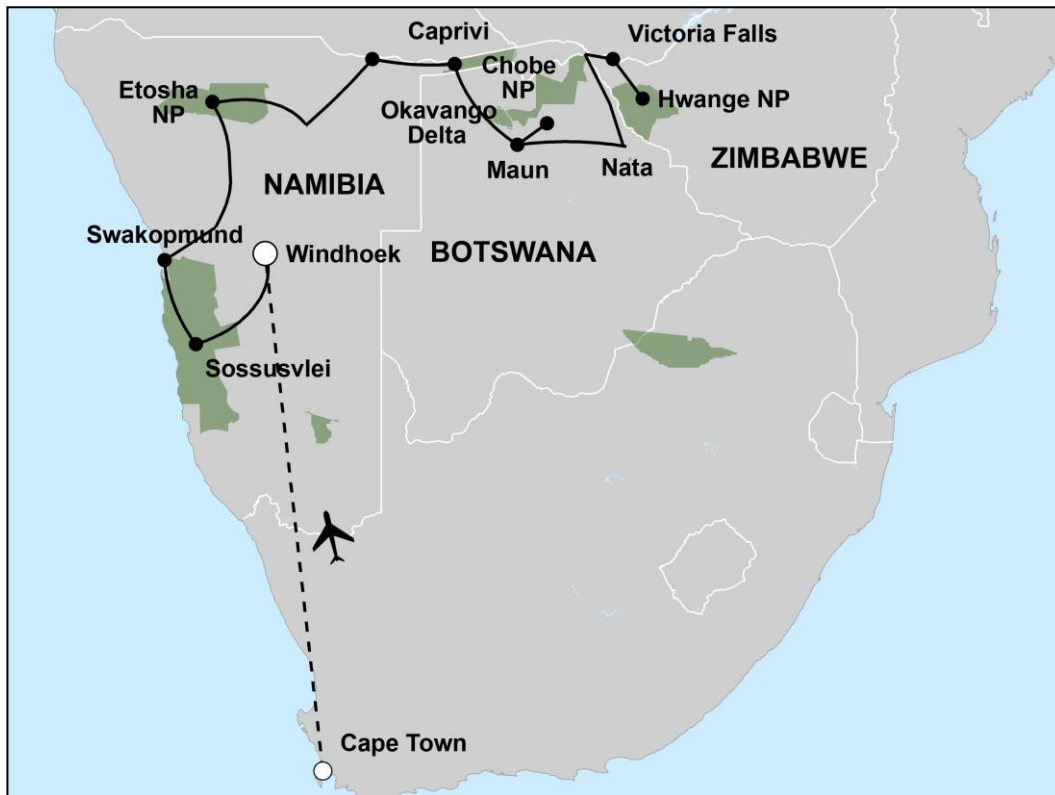 Caprivi
Victoria Falls
Etosha
NP
Chobe
NP
Hwange NP
Okavango
Delta
Maun
Nata
ZIMBABWE
NAMIBIA
Swakopmund
Windhoek
BOTSWANA
Sossusvlei
Cape Town